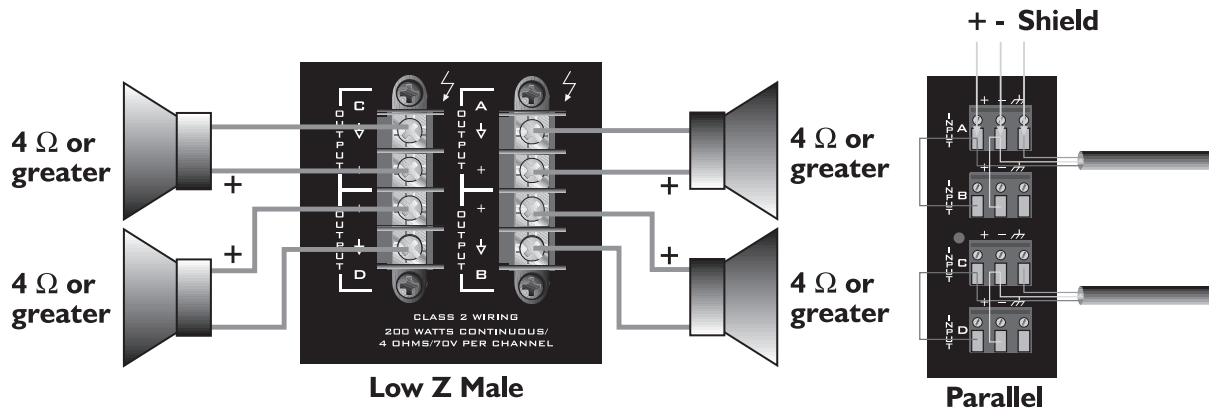 + - Shield
4 Ω or
greater
+
4 Ω or
greater
+
C
OUTPUT
+
+
OUTPUT
D
A
OUTPUT
+
+
OUTPUT
B
CLASS 2 WIRING
200 WATTS CONTINUOUS/
4 OHMS/70V PER CHANNEL
Low Z Male
+
4 Ω or
greater
+
4 Ω or
greater
+ -
INPUT A
+ -
INPUT B
+ -
INPUT C
+ -
INPUT D
Parallel